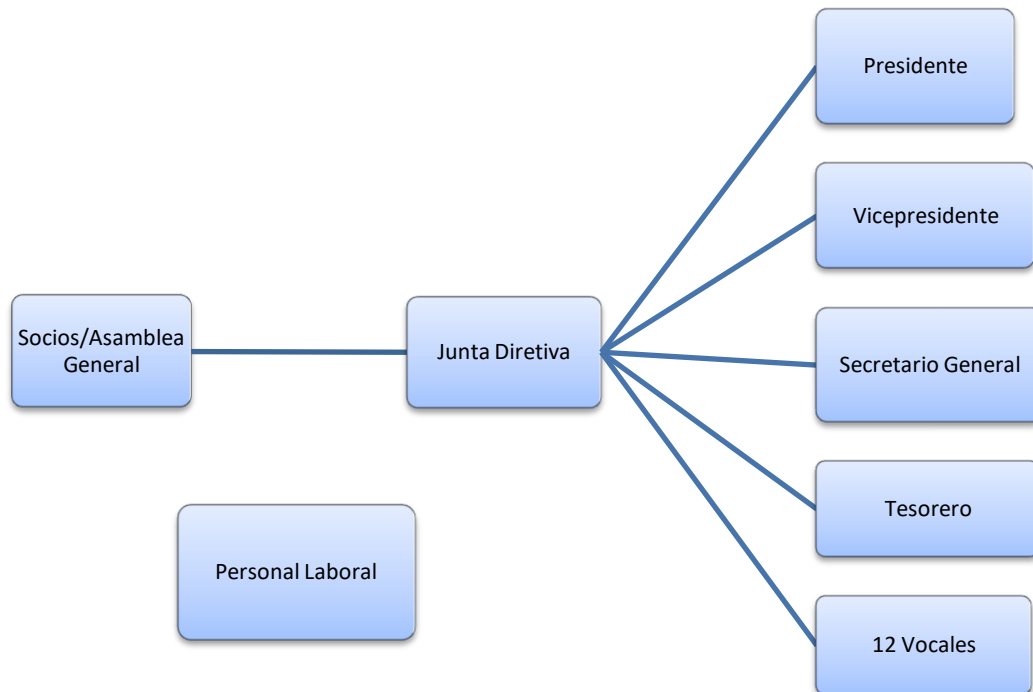 Presidente
Vicepresidente
Socios/Asamblea
General
Junta Diretiva
Secretario General
Tesorero
Personal Laboral
12 Vocales